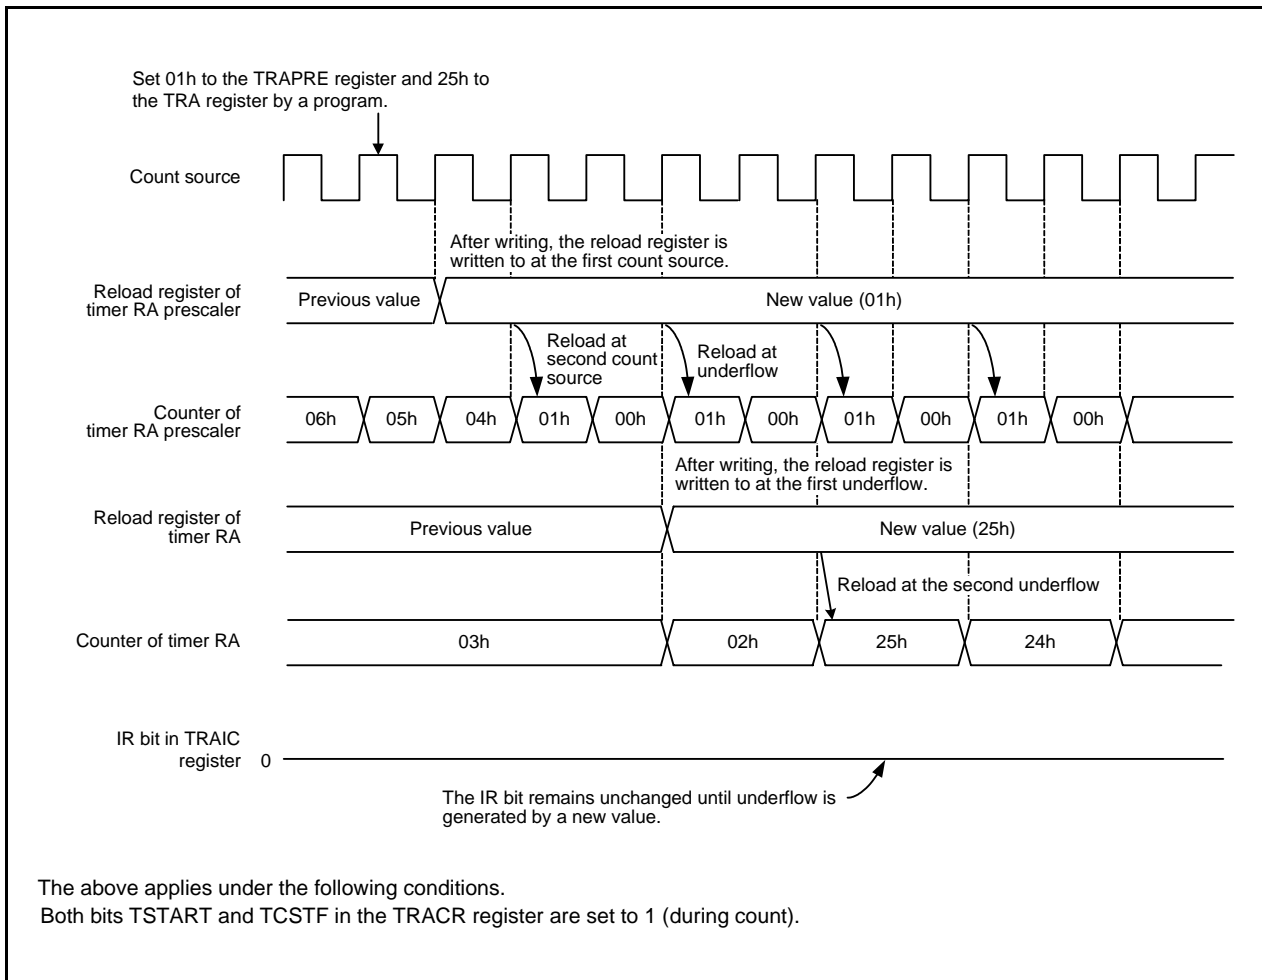 Set 01h to the TRAPRE register and 25h to
the TRA register by a program.
Count source
After writing, the reload register is
written to at the first count source.
Reload register of
timer RA prescaler
Previous value
New value (01h)
Reload at
second count
source
Reload at
underflow
Counter of
timer RA prescaler
06h 05h 04h 01h 00h 01h 00h 01h 00h 01h 00h
After writing, the reload register is
written to at the first underflow.
Reload register of
timer RA
Previous value
New value (25h)
Reload at the second underflow
Counter of timer RA
03h 02h 25h 24h
IR bit in TRAIC
register
0
The IR bit remains unchanged until underflow is
generated by a new value.
The above applies under the following conditions.
Both bits TSTART and TCSTF in the TRACR register are set to 1 (during count).